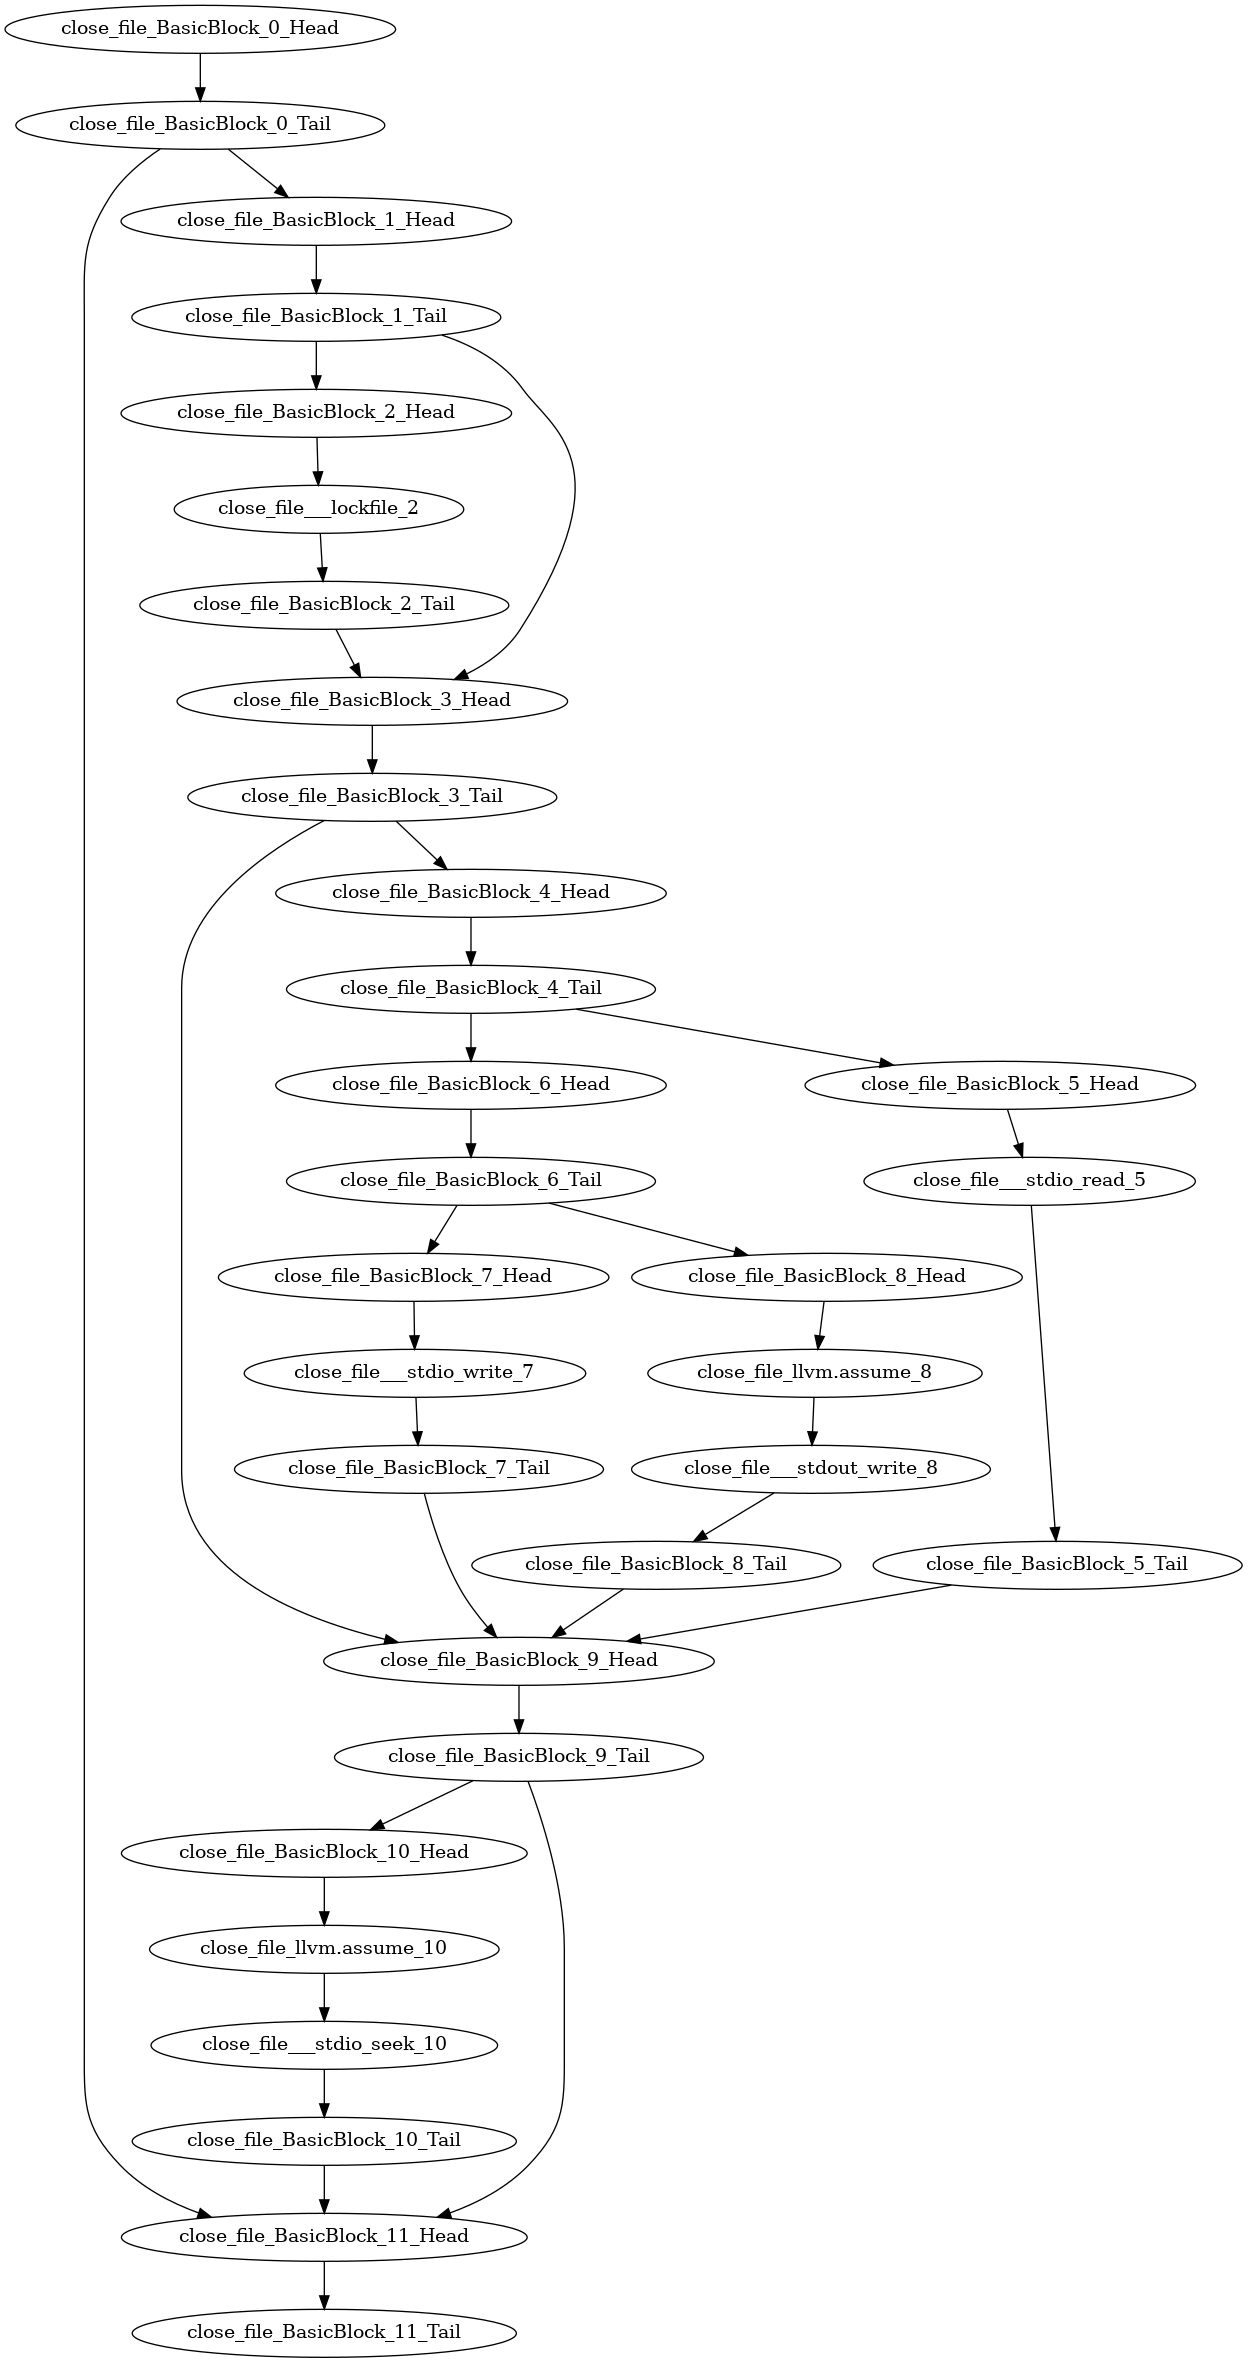 close_file_BasicBlock_0_Head
close_file_BasicBlock_0_Tail
close_file_BasicBlock_1_Head
close_file_BasicBlock_1_Tail
close_file_BasicBlock_2_Head
close_file___lockfile_2
close_file_BasicBlock_2_Tail
close_file_BasicBlock_3_Head
close_file_BasicBlock_3_Tail
close_file_BasicBlock_4_Head
close_file_BasicBlock_4_Tail
close_file_BasicBlock_6_Head
close_file_BasicBlock_5_Head
close_file_BasicBlock_6_Tail
close_file___stdio_read_5
close_file_BasicBlock_7_Head
close_file_BasicBlock_8_Head
close_file___stdio_write_7
close_file_llvm.assume_8
close_file_BasicBlock_7_Tail
close_file___stdout_write_8
close_file_BasicBlock_8_Tail
close_file_BasicBlock_5_Tail
close_file_BasicBlock_9_Head
close_file_BasicBlock_9_Tail
close_file_BasicBlock_10_Head
close_file_llvm.assume_10
close_file___stdio_seek_10
close_file_BasicBlock_10_Tail
close_file_BasicBlock_11_Head
close_file_BasicBlock_11_Tail